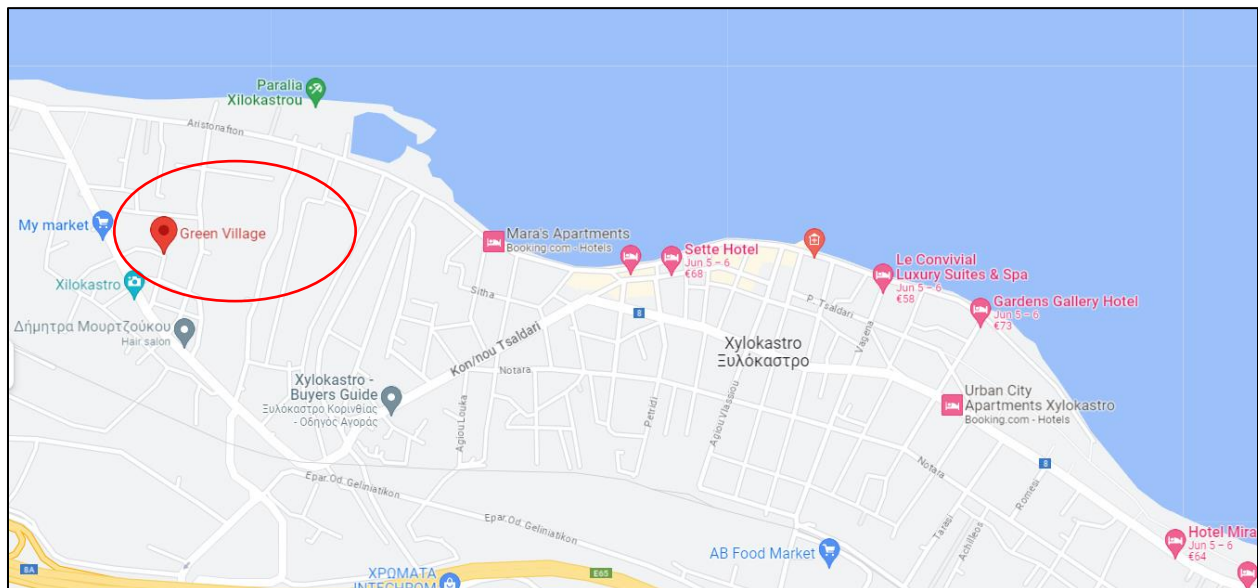 Paralia
Xilokastrou
Aristonafton
My market
Green Village
Mara's Apartments
Booking.com - Hotels
Sette Hotel
Jun 5 – 6
€68
Le Convivial
Luxury Suites & Spa
Jun 5 – 6
€58
Xilokastro
Sitha
P. Tsaldari
Gardens Gallery Hotel
Jun 5 – 6
€73
8
Δήμητρα Μουρτζούκου
Hair salon
Kon/nou Tsaldari
Vagena
Xylokastro
Ξυλόκαστρο
Notara
Xylokastro -
Buyers Guide
Ξυλόκαστρο Κορινθίας
- Οδηγός Αγοράς
Agiou Louka
Petridi
Agiou Vlassiou
Urban City
Apartments Xylokastro
Booking.com - Hotels
8
Notara
Romesi
Epar. Od. Geliniatikon
Epar. Od. Geliniatikon
Tatasi
Achilleos
Hotel Mira
Jun 5 – 6
€64
AB Food Market
8A
ΧΡΩΜΑΤΑ
INTECHROM
E65